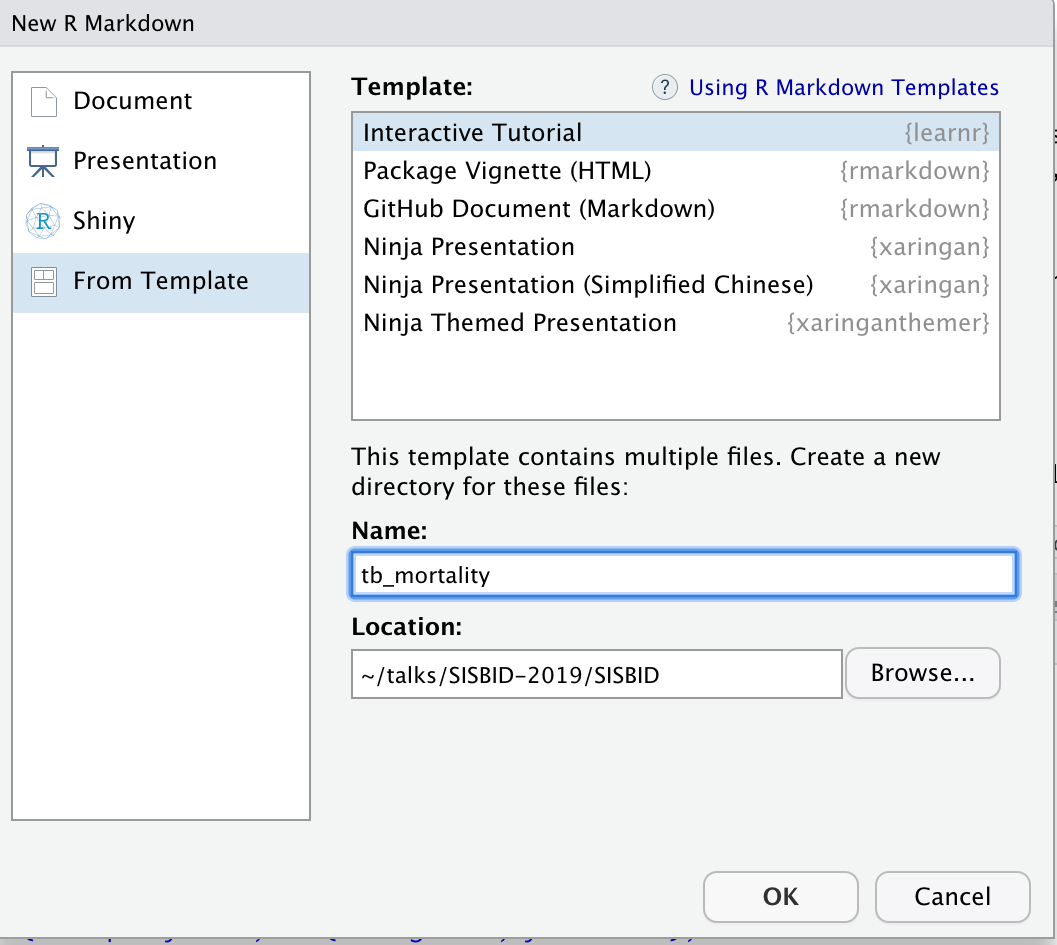 New R Markdown
Document
Presentation
R Shiny
From Template
Template:
? Using R Markdown Templates
Interactive Tutorial {learnr}
Package Vignette (HTML) {rmarkdown}
GitHub Document (Markdown) {rmarkdown}
Ninja Presentation {xaringan}
Ninja Presentation (Simplified Chinese) {xaringan}
Ninja Themed Presentation {xaringanthemer}
This template contains multiple files. Create a new
directory for these files:
Name:
tb_mortality
Location:
~/talks/SISBID-2019/SISBID Browse...
OK Cancel